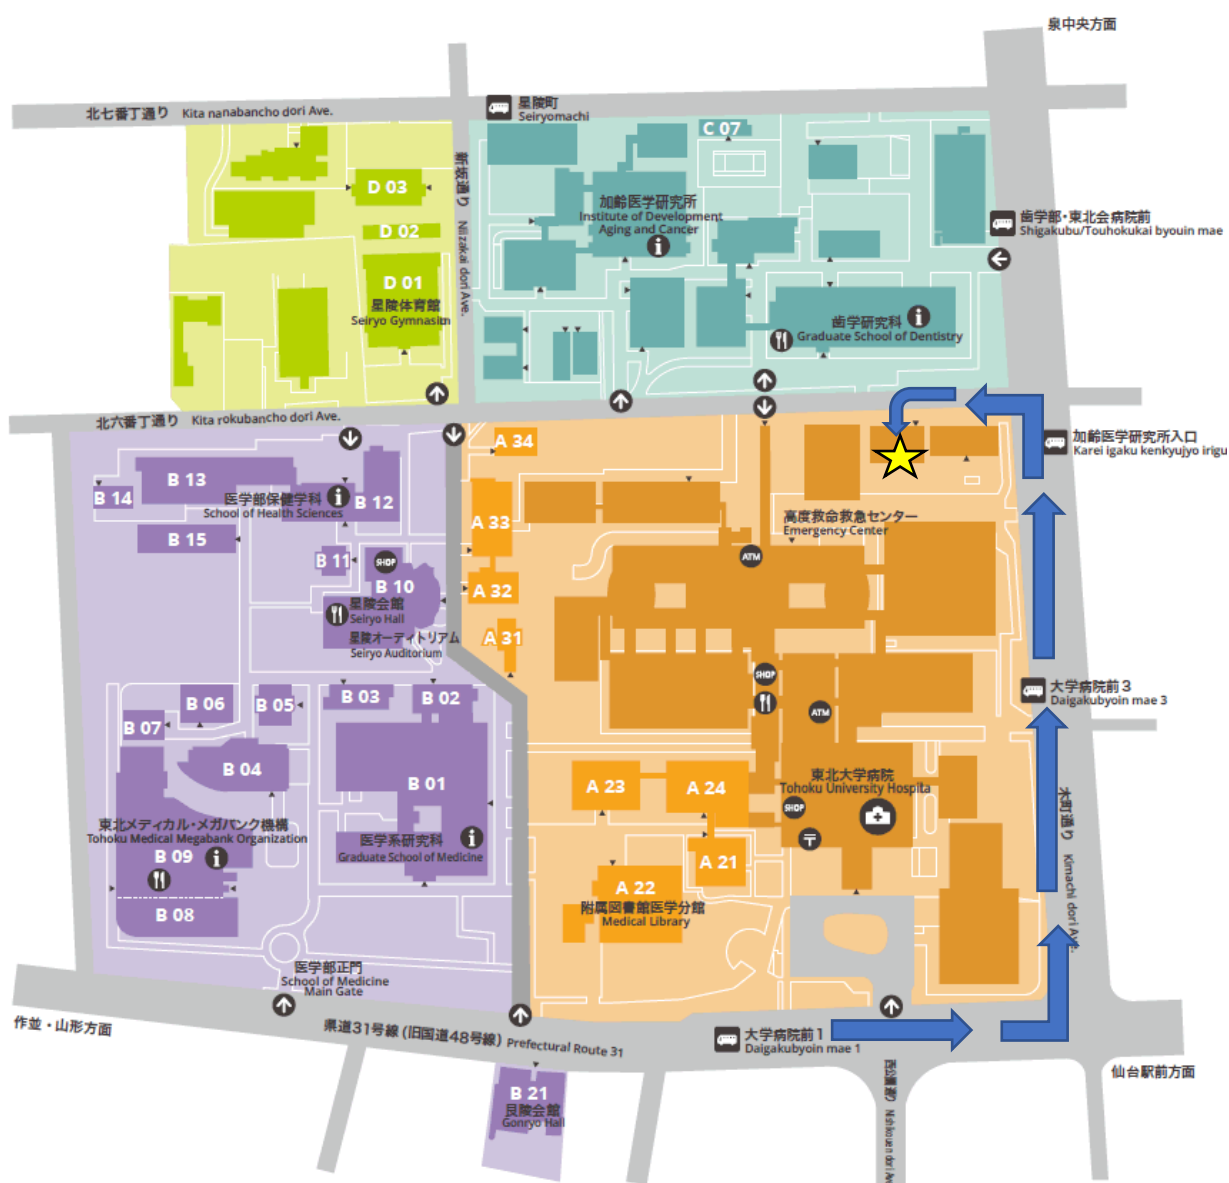 泉中央方面
北七番丁通り Kita nanabancho dori Ave.
星陵町
Seiryomachi
新坂通り Niizakai dori Ave.
C 07
D 03
D 02
D 01
星陵体育館
Seiryo Gymnasim
加齢医学研究所
Institute of Development
Aging and Cancer
歯学部・東北会病院前
Shigakubu/Touhokukai byouin mae
歯学研究科
Graduate School of Dentistry
北六番丁通り Kita rokubancho dori Ave.
加齢医学研究所入口
Karei igaku kenkyujyo irigu
A 34
A 33
A 32
A 31
B 13
B 14
B 12
医学部保健学科
School of Health Sciences
B 15
B 11
SHOP
B 10
星陵会館
Seiryo Hall
星陵オーディトリアム
Seiryo Auditorium
高度救命救急センター
Emergency Center
ATM
SHOP
ATM
大学病院前 3
Daigakubyoin mae 3
B 03
B 02
B 06
B 05
B 07
B 04
B 01
A 23
A 24
東北大学病院
Tohoku University Hospita
SHOP
〒
木町通り Kimachi dori Ave.
東北メディカル・メガバンク機構
Tohoku Medical Megabank Organization
B 09
B 08
医学系研究科
Graduate School of Medicine
A 21
A 22
附属図書館医学分館
Medical Library
医学部正門
School of Medicine
Main Gate
作並・山形方面
県道31号線 (旧国道48号線) Prefectural Route 31
大学病院前 1
Daigakubyoin mae 1
仙台駅前方面
西公園通り Nishikouen dori Ave
B 21
艮陵会館
Gonryo Hall